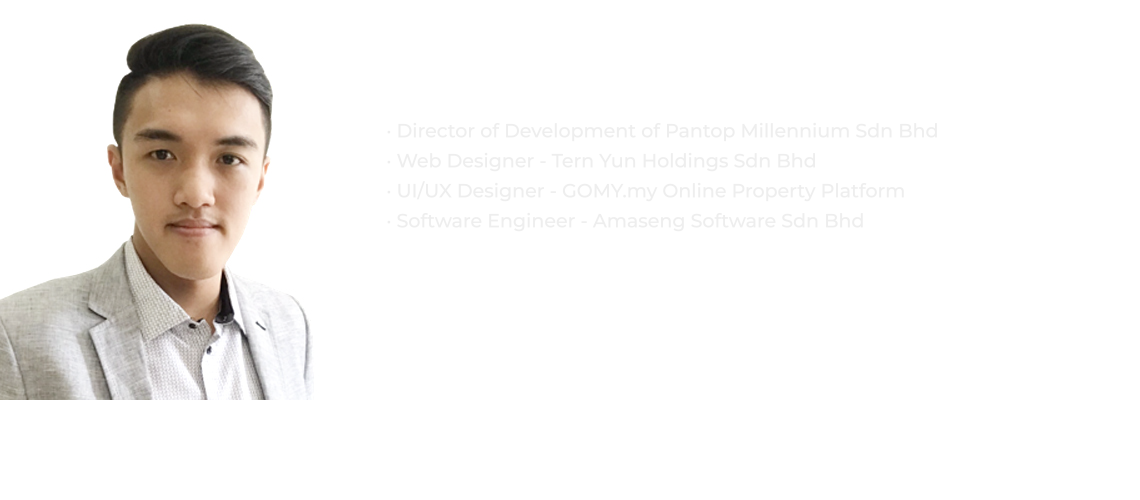 · Director of Development of Pantop Millennium Sdn Bhd
· Web Designer - Tern Yun Holdings Sdn Bhd
· UI/UX Designer - GOMY.my Online Property Platform
· Software Engineer - Amaseng Software Sdn Bhd